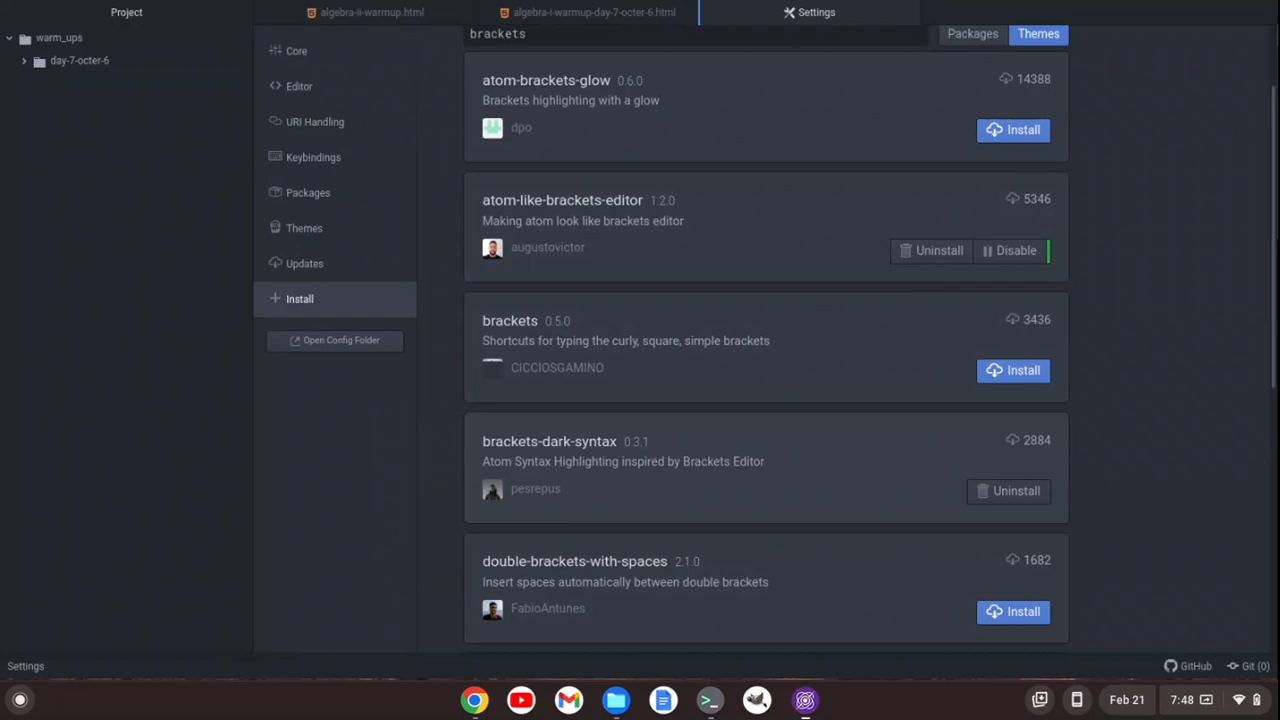 Project
algebra-ii-warmup.html
algebra-i-warmup-day-7-octer-6.html
Settings
warm_ups
day-7-octer-6
Core
Editor
URI Handling
Keybindings
Packages
Themes
Updates
Install
Open Config Folder
brackets
Packages
Themes
atom-brackets-glow 0.6.0
14388
Brackets highlighting with a glow
dpo
Install
atom-like-brackets-editor 1.2.0
5346
Making atom look like brackets editor
augustovictor
Uninstall
Disable
brackets 0.5.0
3436
Shortcuts for typing the curly, square, simple brackets
CICCIOSGAMINO
Install
brackets-dark-syntax 0.3.1
2884
Atom Syntax Highlighting inspired by Brackets Editor
pesrepus
Uninstall
double-brackets-with-spaces 2.1.0
1682
Insert spaces automatically between double brackets
FabioAntunes
Install
Settings
GitHub
Git (0)
Feb 21
7:48